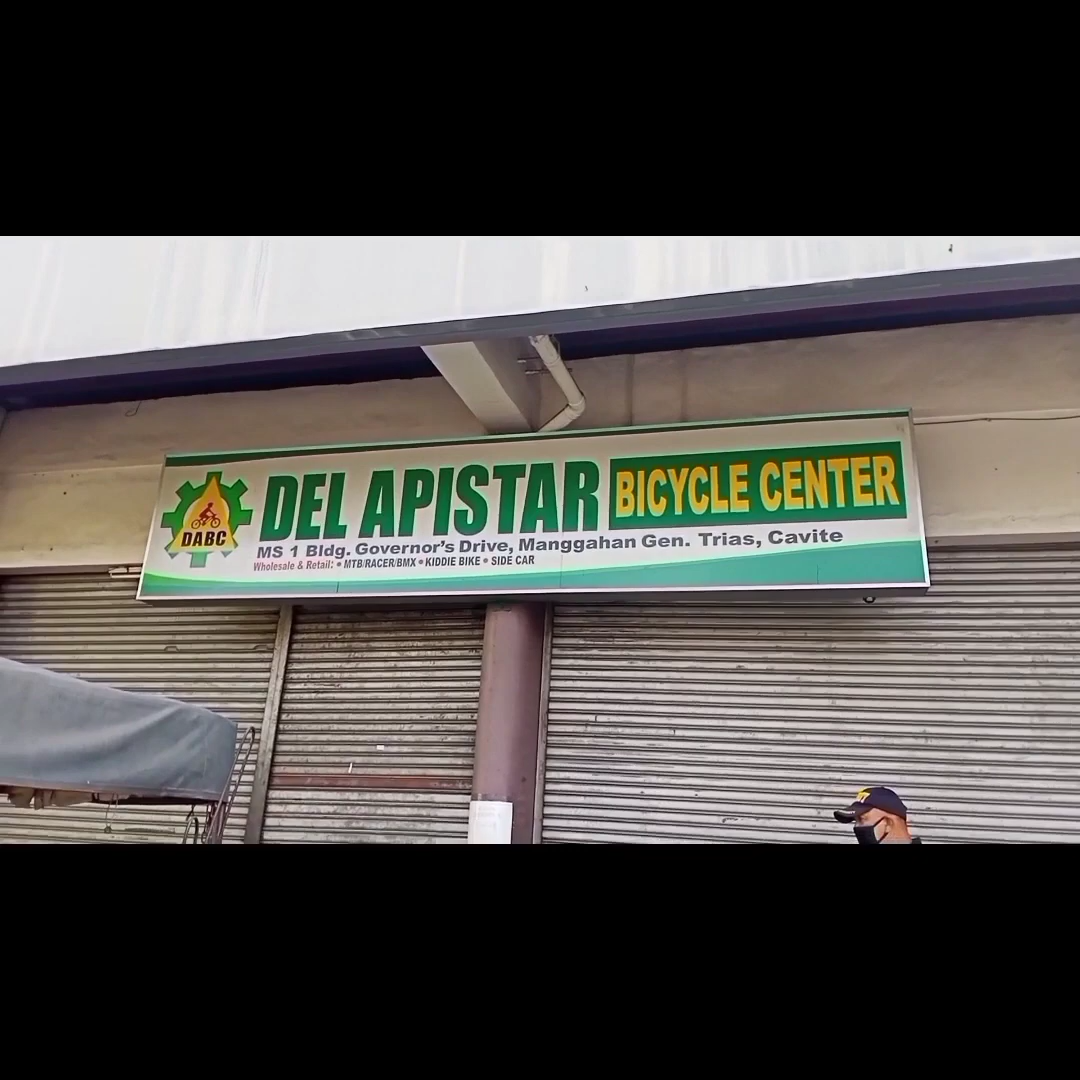 DABC
DEL APISTAR BICYCLE CENTER
MS 1 Bldg. Governor's Drive, Manggahan Gen. Trias, Cavite
Wholesale & Retail: • MTB/RACER/BMX • KIDDIE BIKE • SIDE CAR